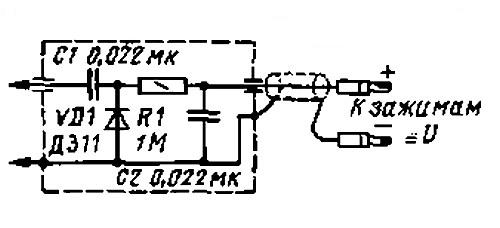 C1 0,022 мк
+
VD1 R1
К зажимам
Д311 1М
= U
C2 0,022 мк